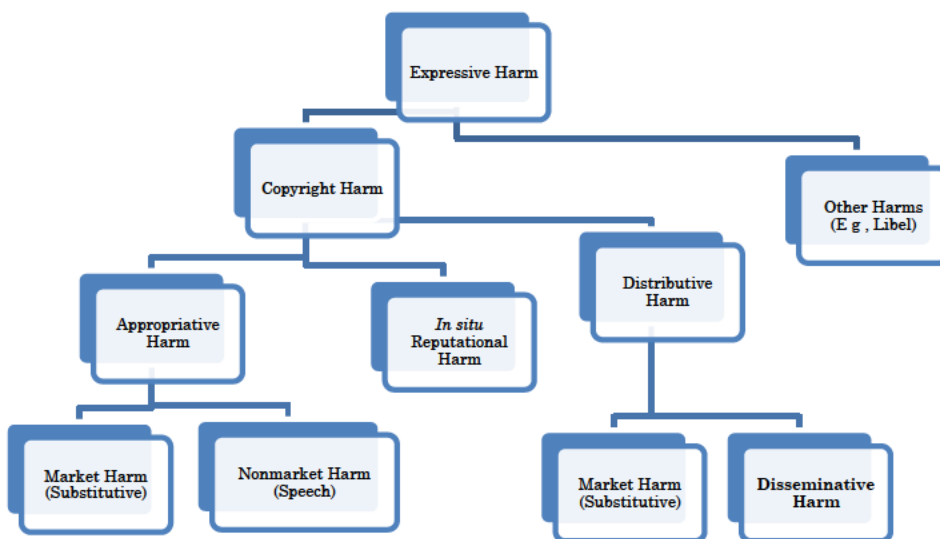 Expressive Harm
Copyright Harm
Other Harms
(E g , Libel)
Distributive
Harm
Appropriative
Harm
In situ
Reputational
Harm
Market Harm
(Substitutive)
Nonmarket Harm
(Speech)
Market Harm
(Substitutive)
Disseminative
Harm